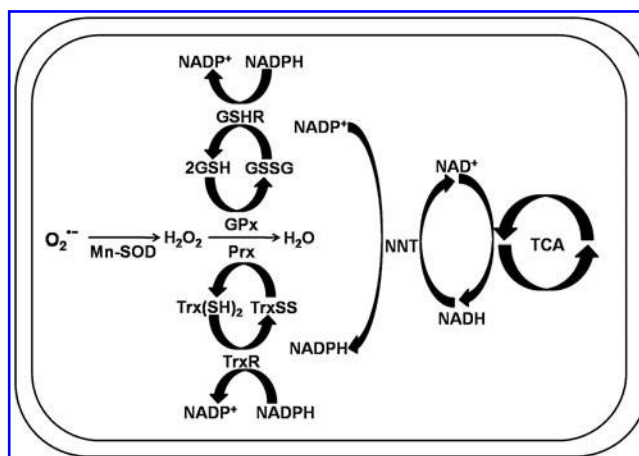 NADP⁺ NADPH
GSHR
2GSH GSSG
GPx
O₂•⁻ Mn-SOD H₂O₂ H₂O
Prx
Trx(SH)₂ TrxSS
TrxR
NADP⁺ NADPH
NADP⁺
NNT
NADPH
NAD⁺
NADH
TCA